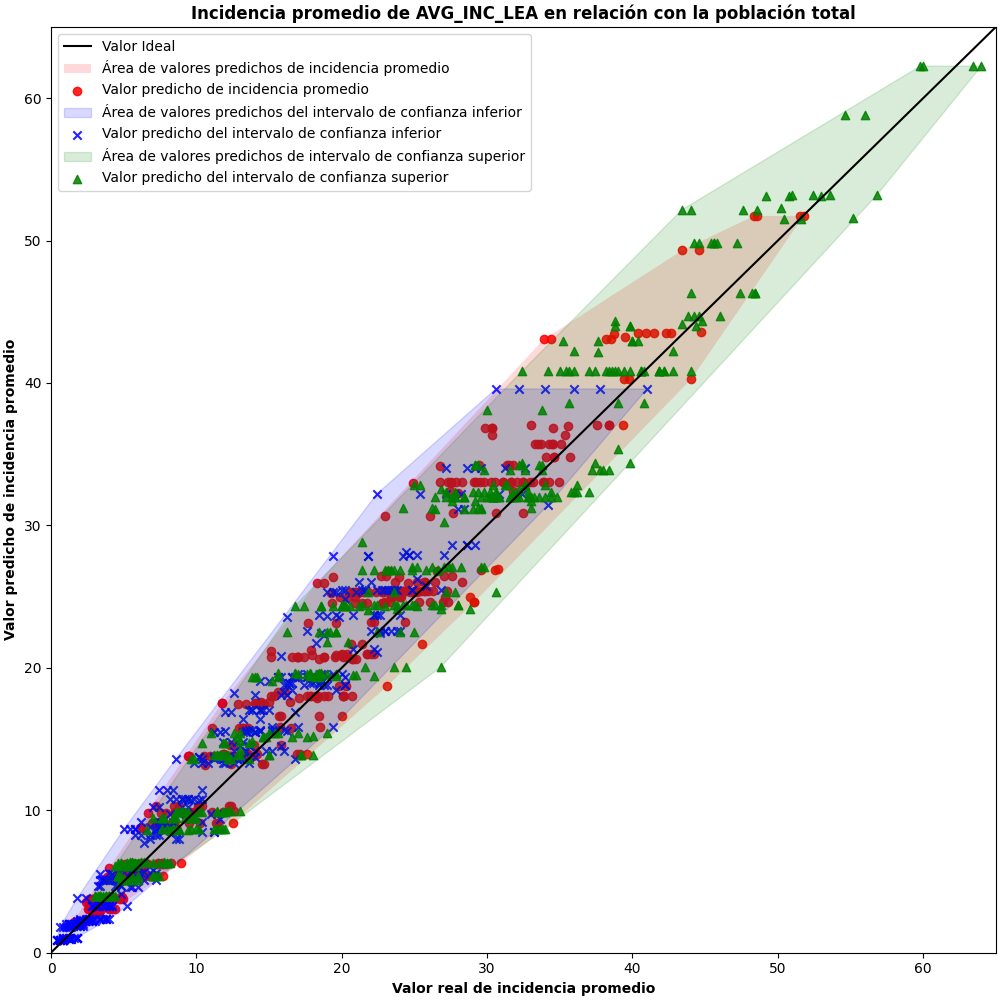 Incidencia promedio de AVG_INC_LEA en relación con la población total
Valor Ideal
Área de valores predichos de incidencia promedio
Valor predicho de incidencia promedio
Área de valores predichos del intervalo de confianza inferior
Valor predicho del intervalo de confianza inferior
Área de valores predichos de intervalo de confianza superior
Valor predicho del intervalo de confianza superior
Valor predicho de incidencia promedio
60
50
40
30
20
10
0
0 10 20 30 40 50 60
Valor real de incidencia promedio